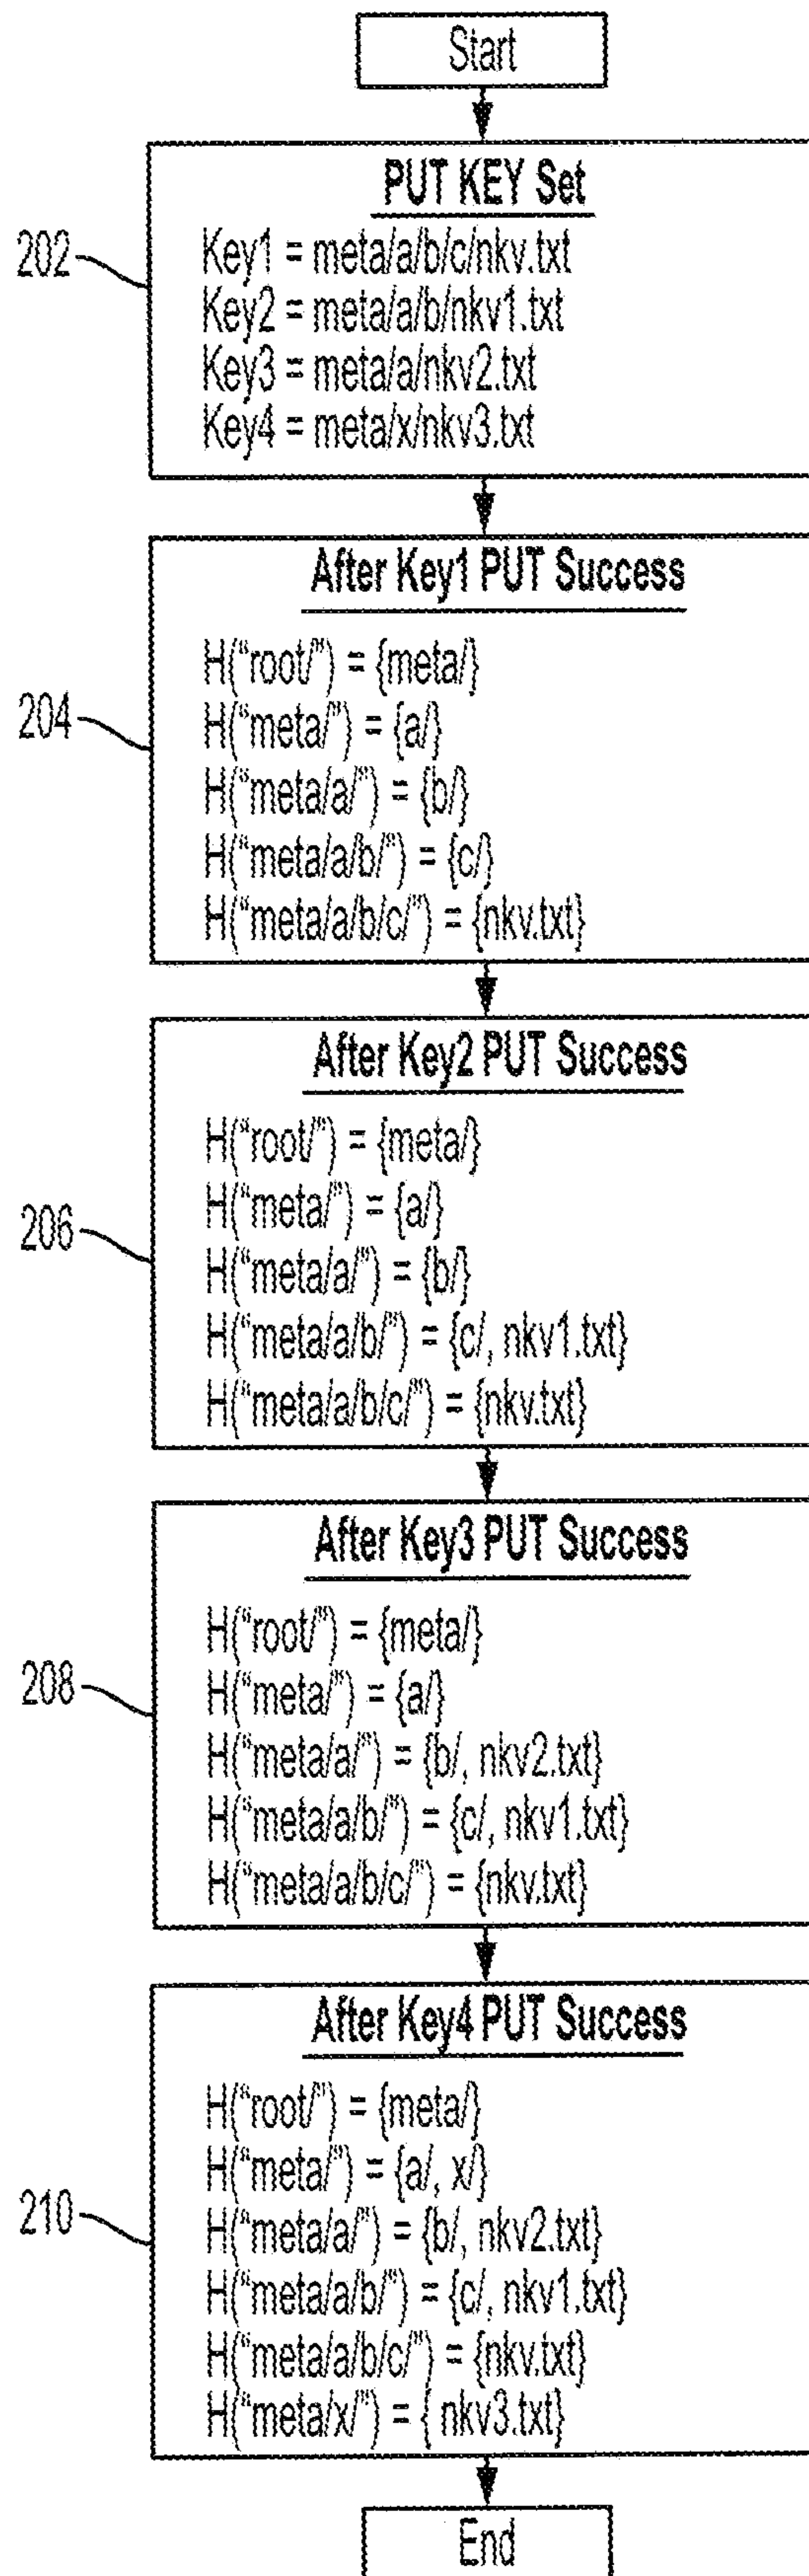 Start
PUT KEY Set
202
Key1 = meta/a/b/c/nkv.txt
Key2 = meta/a/b/nkv1.txt
Key3 = meta/a/nkv2.txt
Key4 = meta/x/nkv3.txt
After Key1 PUT Success
204
H("root/") = {meta/}
H("meta/") = {a/}
H("meta/a/") = {b/}
H("meta/a/b/") = {c/}
H("meta/a/b/c/") = {nkv.txt}
After Key2 PUT Success
206
H("root/") = {meta/}
H("meta/") = {a/}
H("meta/a/") = {b/}
H("meta/a/b/") = {c/, nkv1.txt}
H("meta/a/b/c/") = {nkv.txt}
After Key3 PUT Success
208
H("root/") = {meta/}
H("meta/") = {a/}
H("meta/a/") = {b/, nkv2.txt}
H("meta/a/b/") = {c/, nkv1.txt}
H("meta/a/b/c/") = {nkv.txt}
After Key4 PUT Success
210
H("root/") = {meta/}
H("meta/") = {a/, x/}
H("meta/a/") = {b/, nkv2.txt}
H("meta/a/b/") = {c/, nkv1.txt}
H("meta/a/b/c/") = {nkv.txt}
H("meta/x/") = { nkv3.txt}
End